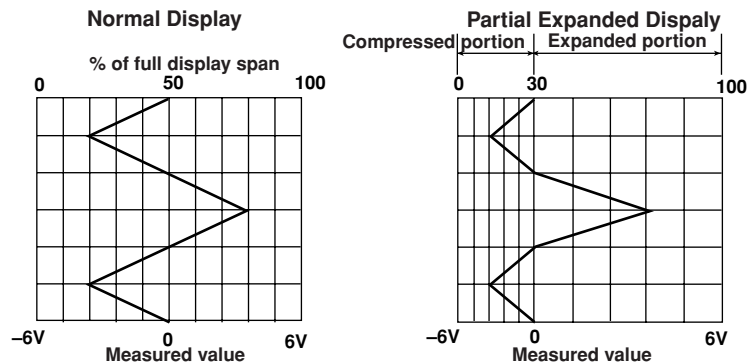 Normal Display
% of full display span
0 50 100
−6V 0 6V
Measured value
Partial Expanded Dispaly
Compressed portion Expanded portion
0 30 100
−6V 0 6V
Measured value